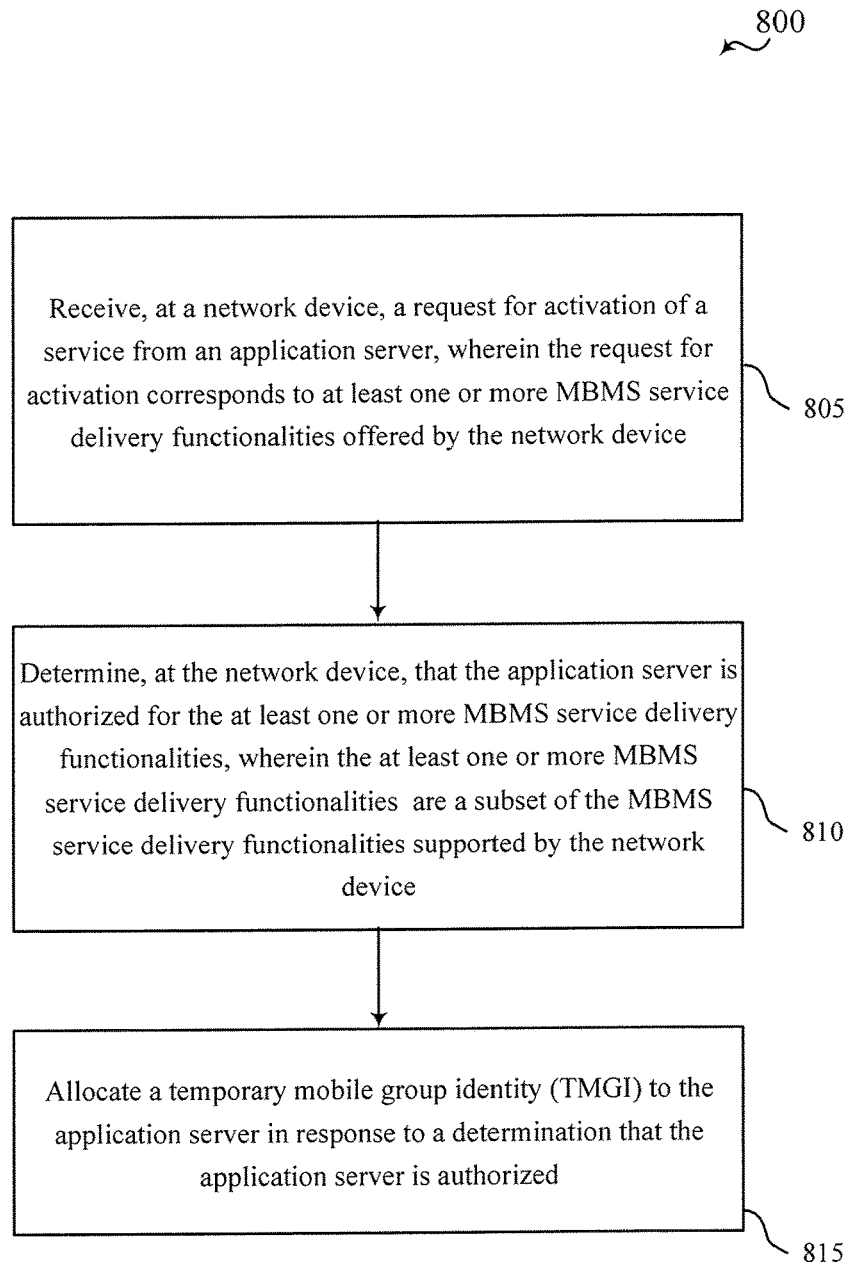 800
Receive, at a network device, a request for activation of a
service from an application server, wherein the request for
activation corresponds to at least one or more MBMS service
delivery functionalities offered by the network device
805
Determine, at the network device, that the application server is
authorized for the at least one or more MBMS service delivery
functionalities, wherein the at least one or more MBMS
service delivery functionalities are a subset of the MBMS
service delivery functionalities supported by the network
device
810
Allocate a temporary mobile group identity (TMGI) to the
application server in response to a determination that the
application server is authorized
815